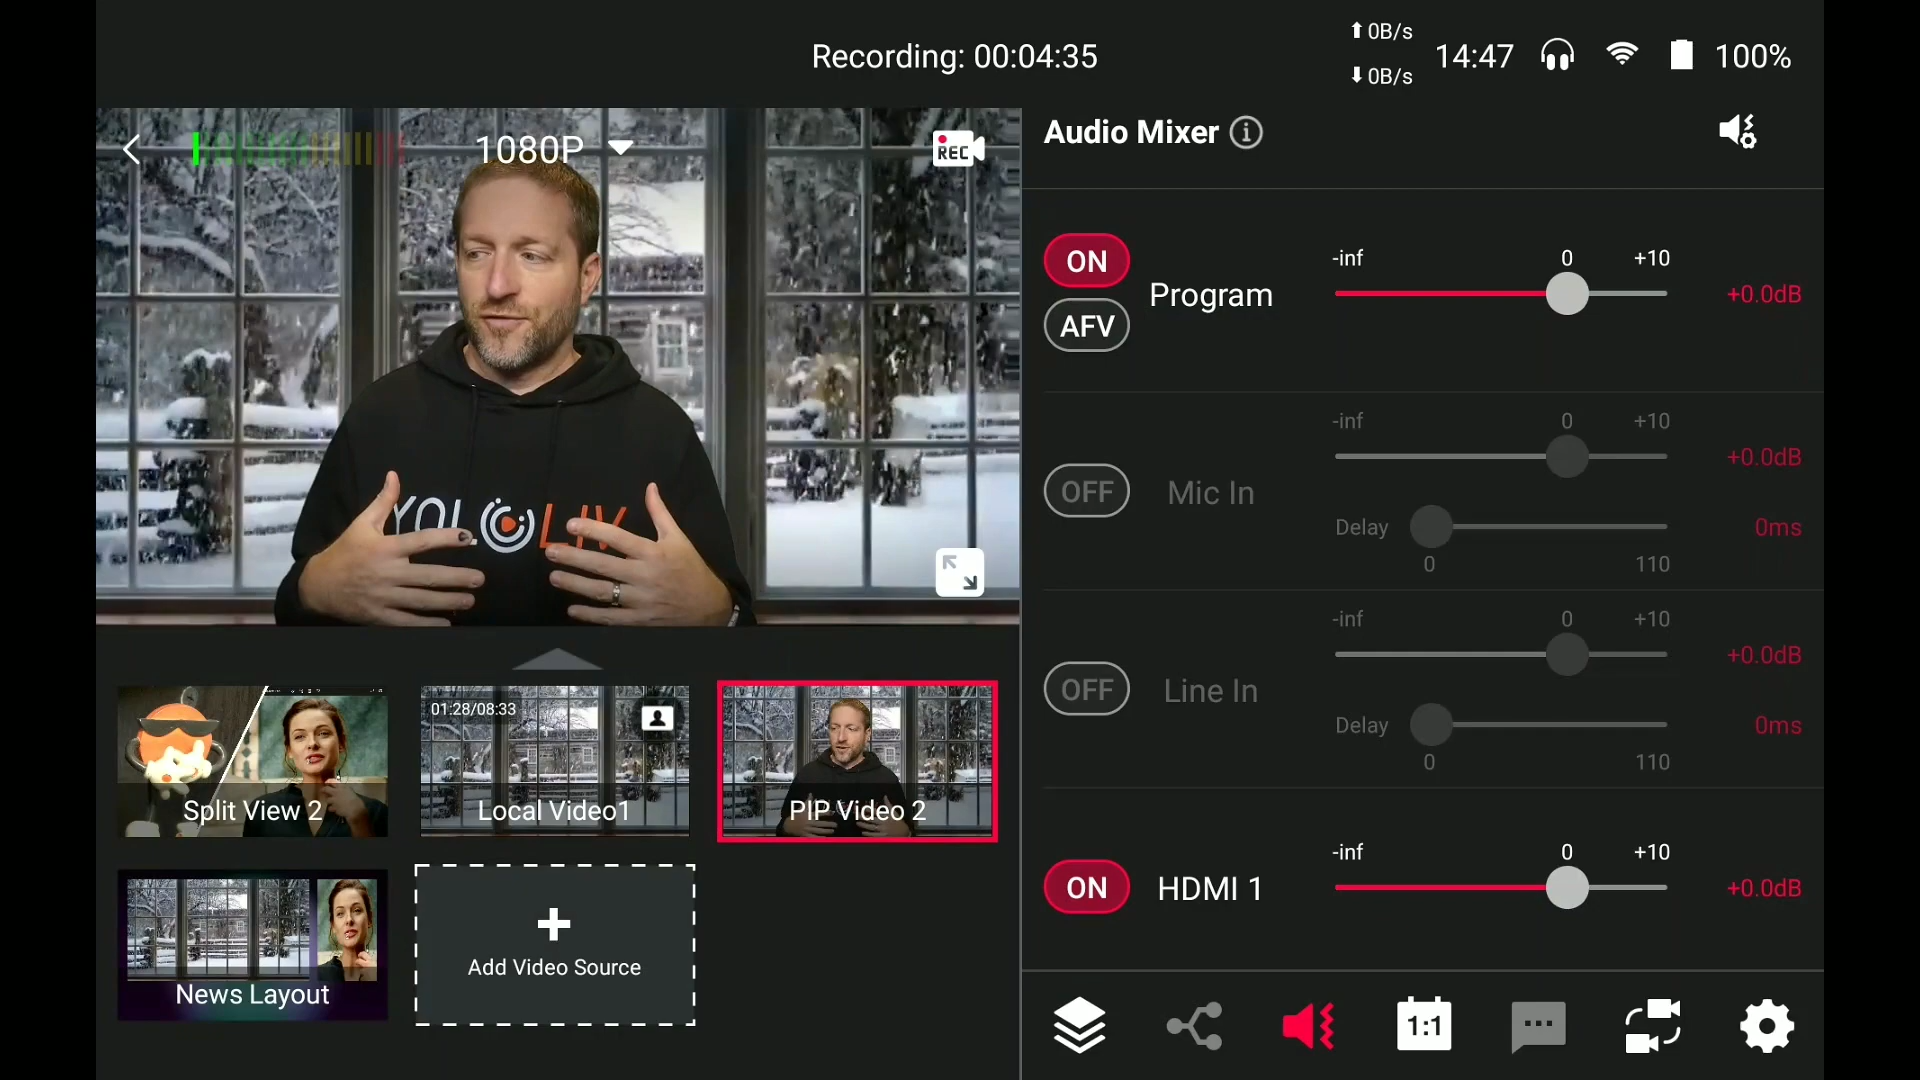 Recording: 00:04:35
0B/s
0B/s
14:47
100%
1080P
REC
YOLOLIV
01:28/08:33
Split View 2
Local Video1
PIP Video 2
News Layout
Add Video Source
Audio Mixer
ON
AFV
Program
-inf 0 +10
+0.0dB
OFF
Mic In
-inf 0 +10
+0.0dB
Delay
0ms
0 110
OFF
Line In
-inf 0 +10
+0.0dB
Delay
0ms
0 110
ON
HDMI 1
-inf 0 +10
+0.0dB
1:1